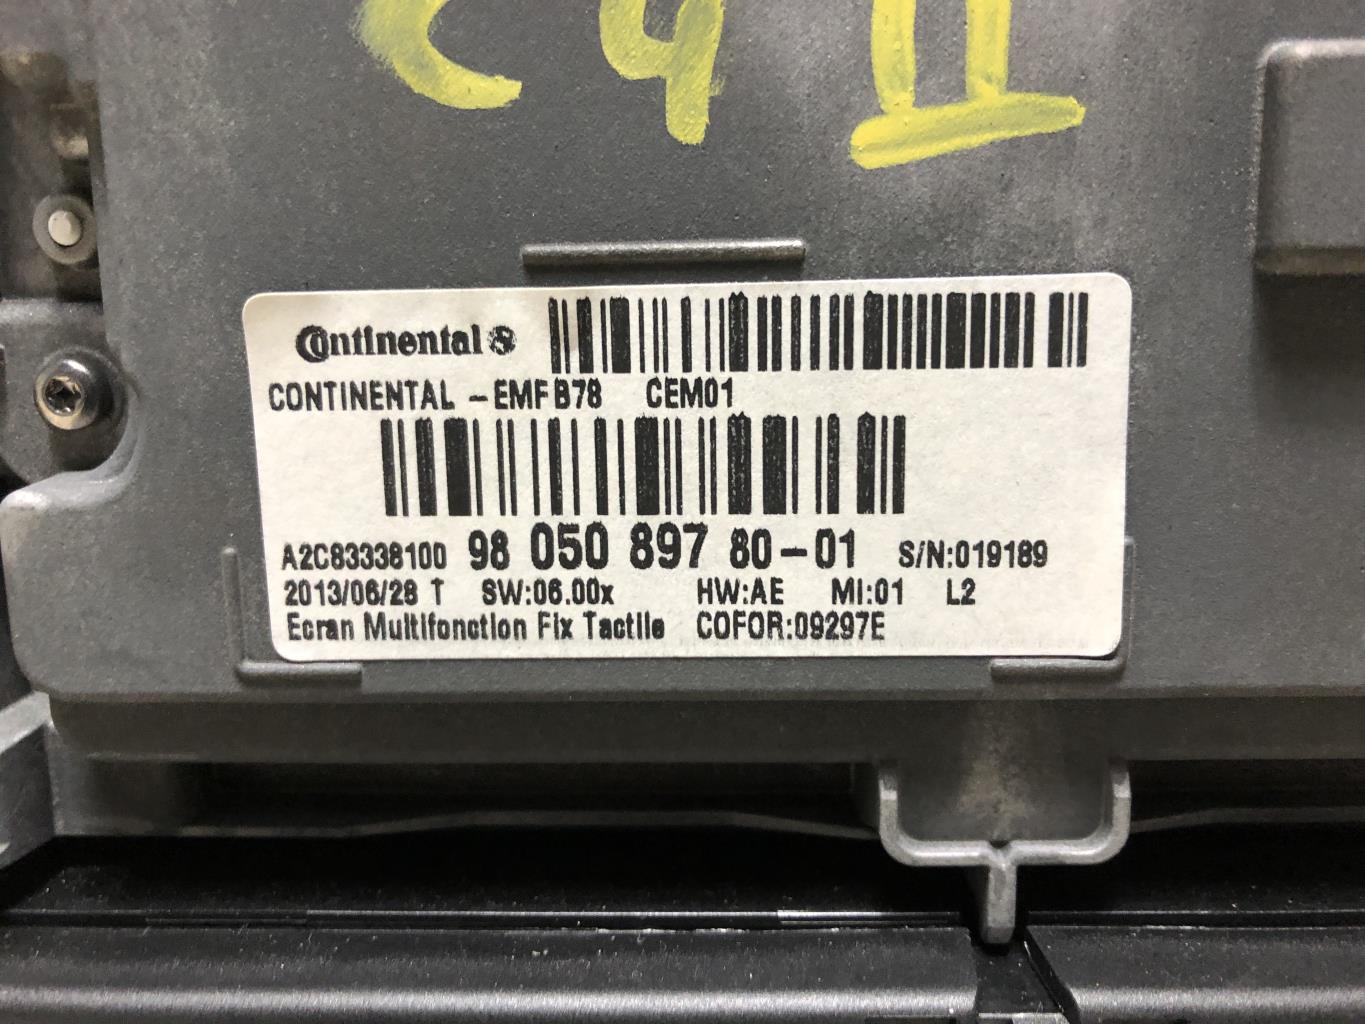 C4 II
Continental
CONTINENTAL -EMF B78 CEM01
A2C83338100 98 050 897 80-01 S/N:019189
2013/06/28 T SW:06.00x HW:AE MI:01 L2
Ecran Multifonction Fix Tactile COFOR:09297E